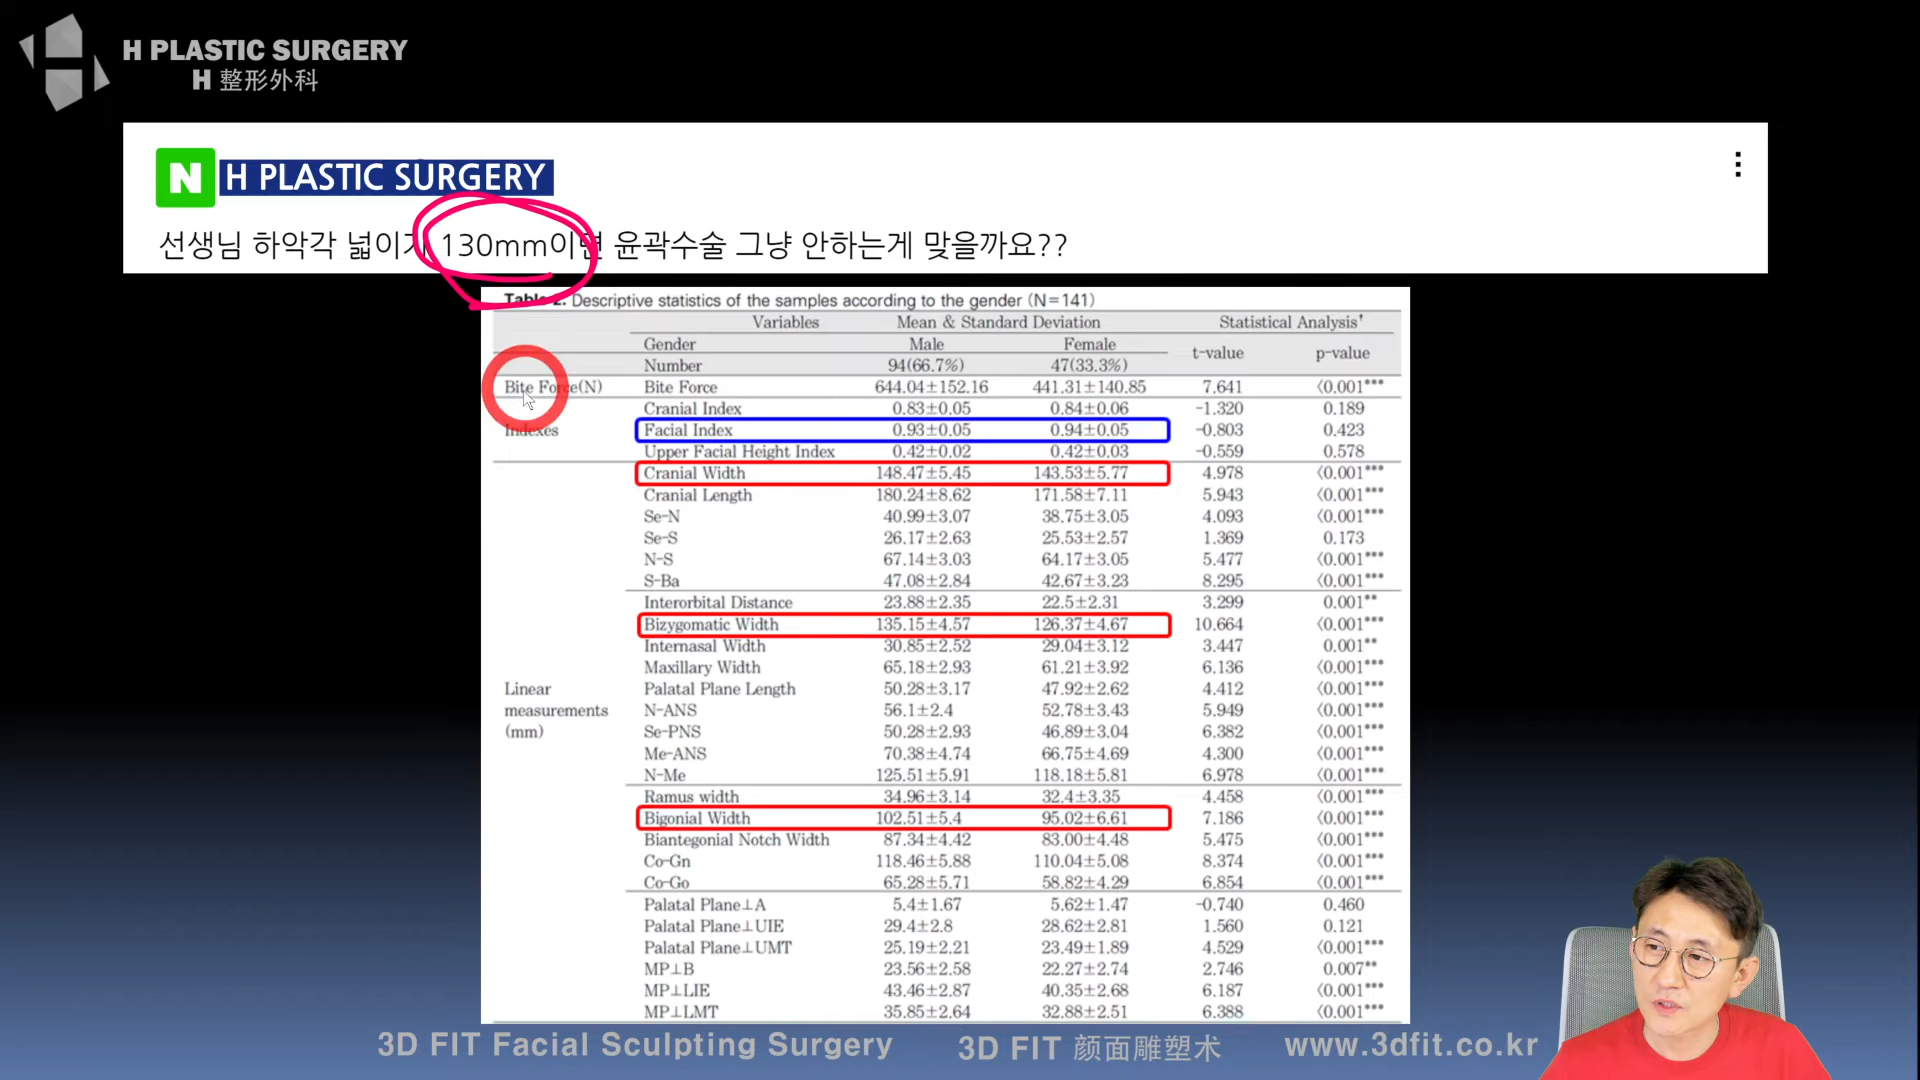 H PLASTIC SURGERY
H 整形外科
N H PLASTIC SURGERY
선생님 하악각 넓이가 130mm이면 윤곽수술 그냥 안하는게 맞을까요??
Table 2. Descriptive statistics of the samples according to the gender (N=141)
Variables Mean & Standard Deviation Statistical Analysis†
Gender Male Female t-value p-value
Number 94(66.7%) 47(33.3%)
Bite Force(N) Bite Force 644.04±152.16 441.31±140.85 7.641 <0.001***
Cranial Index 0.83±0.05 0.84±0.06 -1.320 0.189
Indexes Facial Index 0.93±0.05 0.94±0.05 -0.803 0.423
Upper Facial Height Index 0.42±0.02 0.42±0.03 -0.559 0.578
Cranial Width 148.47±5.45 143.53±5.77 4.978 <0.001***
Cranial Length 180.24±8.62 171.58±7.11 5.943 <0.001***
Se-N 40.99±3.07 38.75±3.05 4.093 <0.001***
Se-S 26.17±2.63 25.53±2.57 1.369 0.173
N-S 67.14±3.03 64.17±3.05 5.477 <0.001***
S-Ba 47.08±2.84 42.67±3.23 8.295 <0.001***
Interorbital Distance 23.88±2.35 22.5±2.31 3.299 0.001**
Bizygomatic Width 135.15±4.57 126.37±4.67 10.664 <0.001***
Internasal Width 30.85±2.52 29.04±3.12 3.447 0.001**
Maxillary Width 65.18±2.93 61.21±3.92 6.136 <0.001***
Linear Palatal Plane Length 50.28±3.17 47.92±2.62 4.412 <0.001***
measurements N-ANS 56.1±2.4 52.78±3.43 5.949 <0.001***
(mm) Se-PNS 50.28±2.93 46.89±3.04 6.382 <0.001***
Me-ANS 70.38±4.74 66.75±4.69 4.300 <0.001***
N-Me 125.51±5.91 118.18±5.81 6.978 <0.001***
Ramus width 34.96±3.14 32.4±3.35 4.458 <0.001***
Bigonial Width 102.51±5.4 95.02±6.61 7.186 <0.001***
Biantegonial Notch Width 87.34±4.42 83.00±4.48 5.475 <0.001***
Co-Gn 118.46±5.88 110.04±5.08 8.374 <0.001***
Co-Go 65.28±5.71 58.82±4.29 6.854 <0.001***
Palatal Plane⊥A 5.4±1.67 5.62±1.47 -0.740 0.460
Palatal Plane⊥UIE 29.4±2.8 28.62±2.81 1.560 0.121
Palatal Plane⊥UMT 25.19±2.21 23.49±1.89 4.529 <0.001***
MP⊥B 23.56±2.58 22.27±2.74 2.746 0.007**
MP⊥LIE 43.46±2.87 40.35±2.68 6.187 <0.001***
MP⊥LMT 35.85±2.64 32.88±2.51 6.388 <0.001***
3D FIT Facial Sculpting Surgery 3D FIT 颜面雕塑术 www.3dfit.co.kr